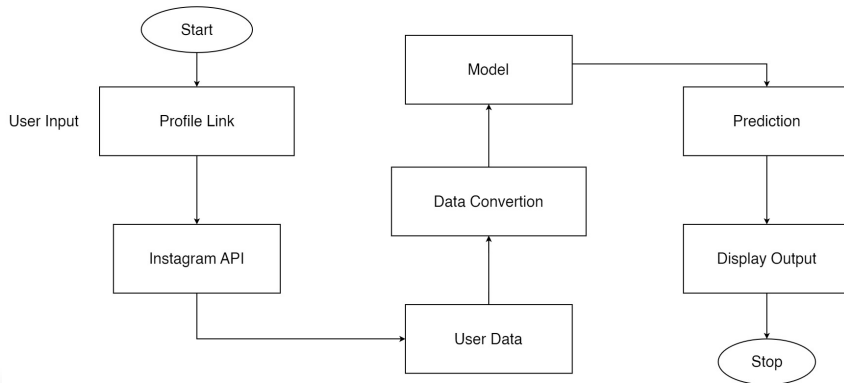 Start
User Input
Profile Link
Instagram API
User Data
Data Convertion
Model
Prediction
Display Output
Stop